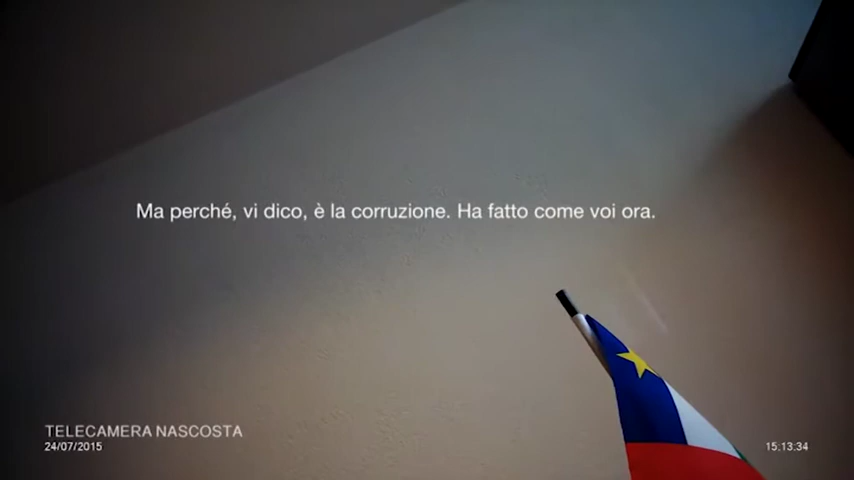 Ma perché, vi dico, è la corruzione. Ha fatto come voi ora.
TELECAMERA NASCOSTA
24/07/2015
15:13:34